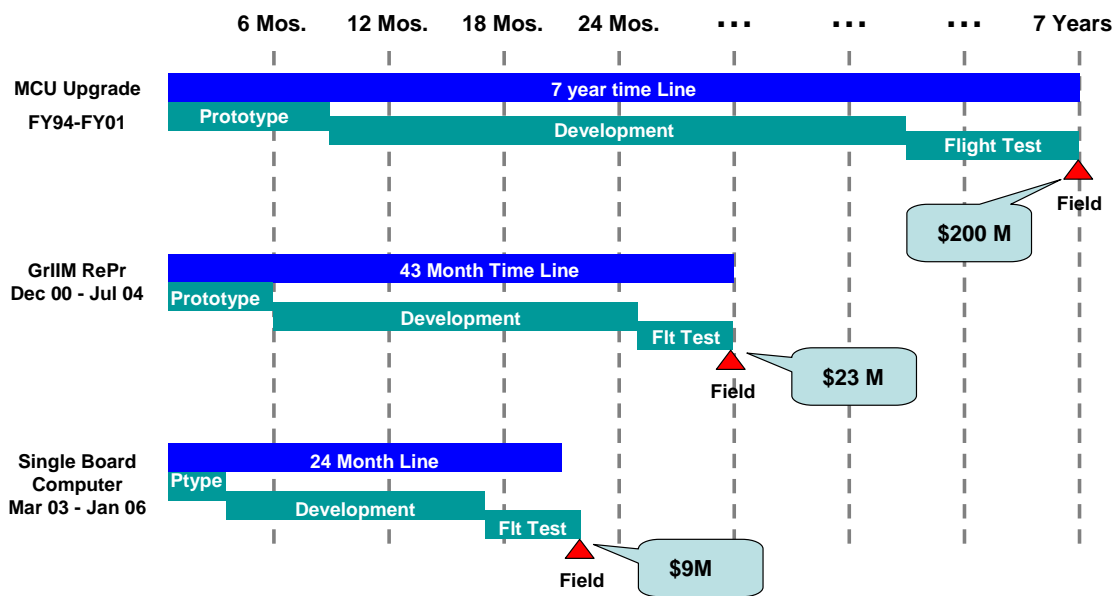 6 Mos. 12 Mos. 18 Mos. 24 Mos. ... ... ... 7 Years
MCU Upgrade
FY94-FY01
7 year time Line
Prototype
Development
Flight Test
Field
$200 M
GrIIM RePr
Dec 00 - Jul 04
43 Month Time Line
Prototype
Development
Flt Test
Field
$23 M
Single Board
Computer
Mar 03 - Jan 06
24 Month Line
Ptype
Development
Flt Test
Field
$9M